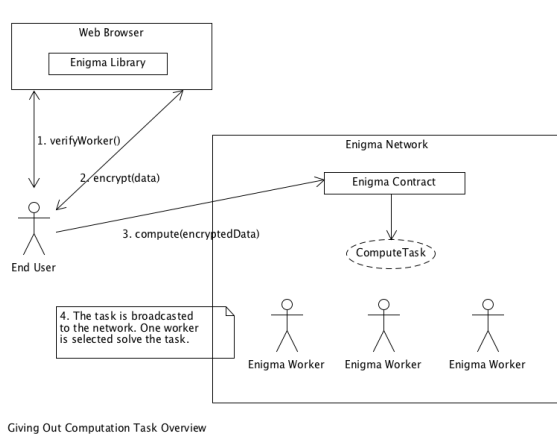 Web Browser
Enigma Library
1. verifyWorker()
Enigma Network
2. encrypt(data)
Enigma Contract
3. compute(encryptedData)
ComputeTask
End User
4. The task is broadcasted
to the network. One worker
is selected solve the task.
Enigma Worker
Enigma Worker
Enigma Worker
Giving Out Computation Task Overview